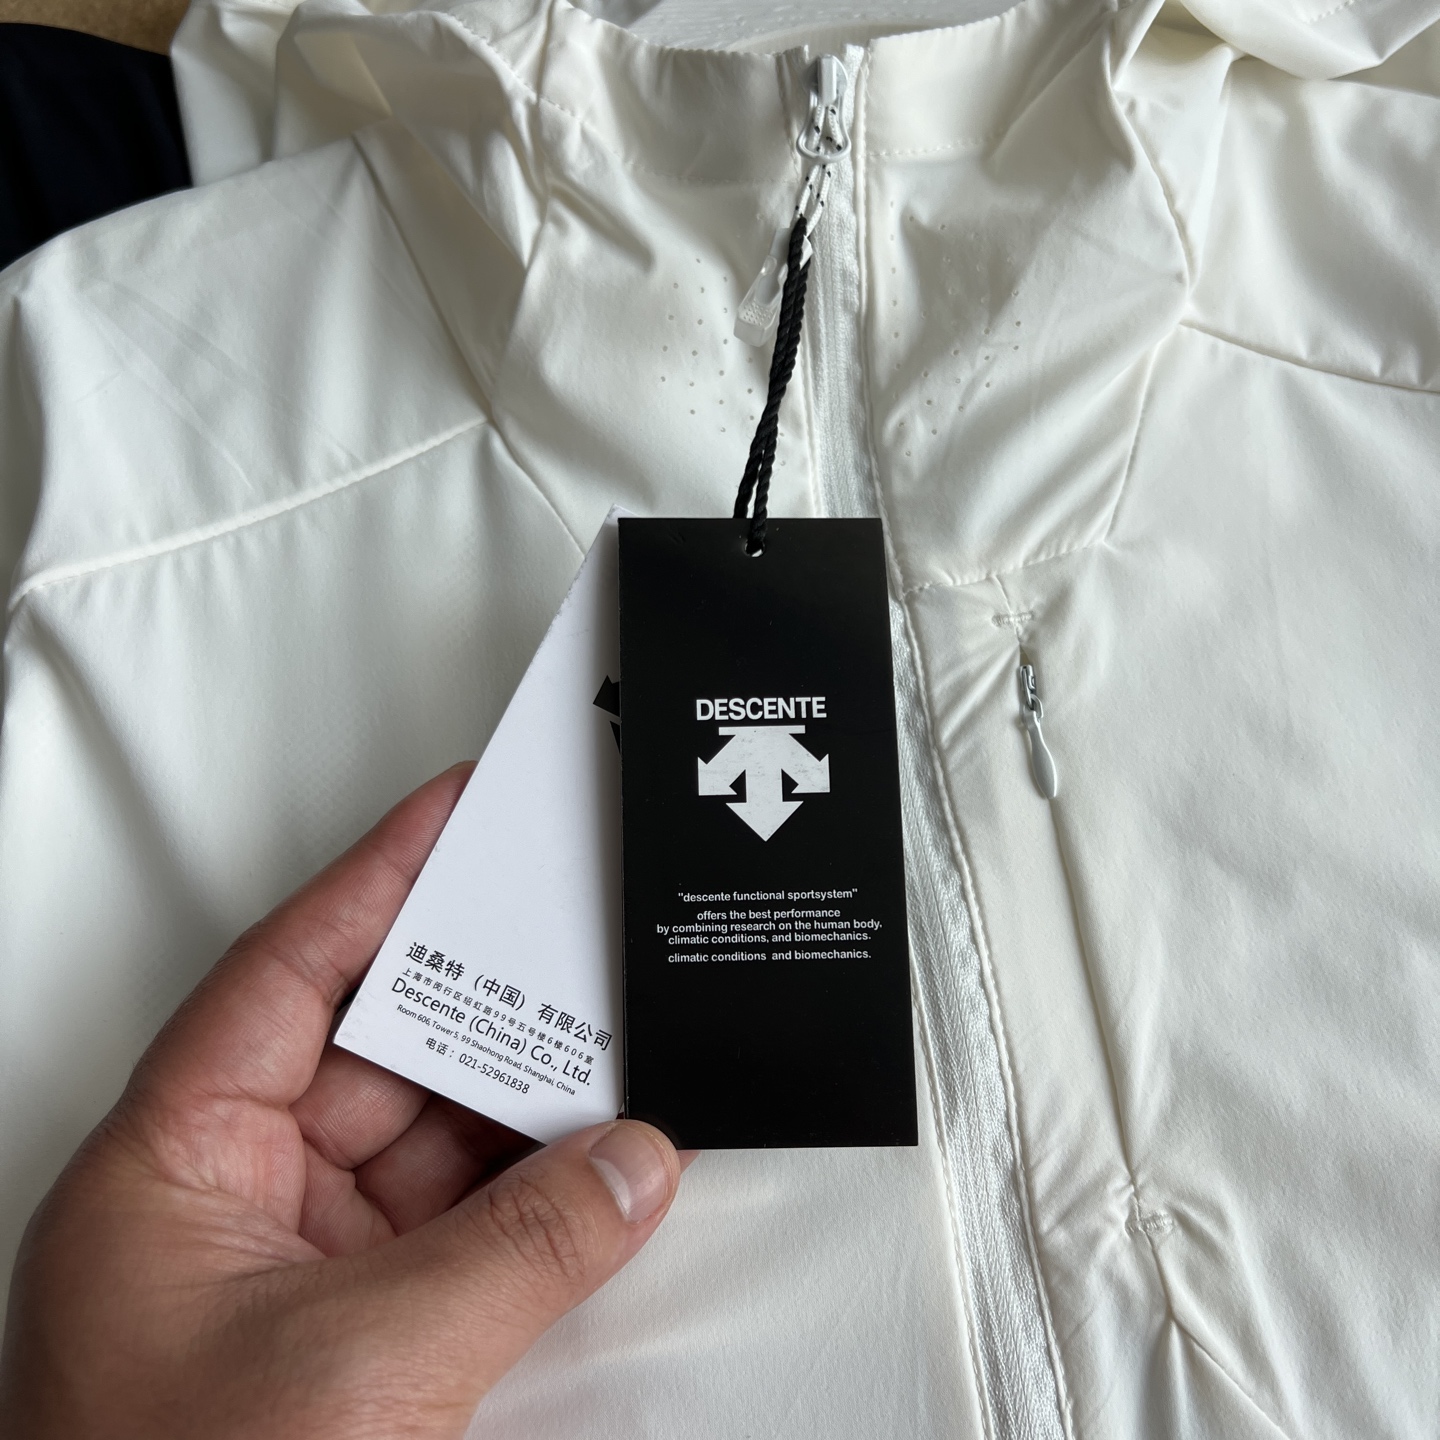 DESCENTE
"descente functional sportsystem"
offers the best performance
by combining research on the human body.
climatic conditions, and biomechanics.
climatic conditions and biomechanics.
迪桑特（中国）有限公司
上海市闵行区绍虹路99号五号楼6楼606室
Descente (China) Co., Ltd.
Room 606, Tower 5, 99 Shaohong Road, Shanghai, China
电话：021-52961838